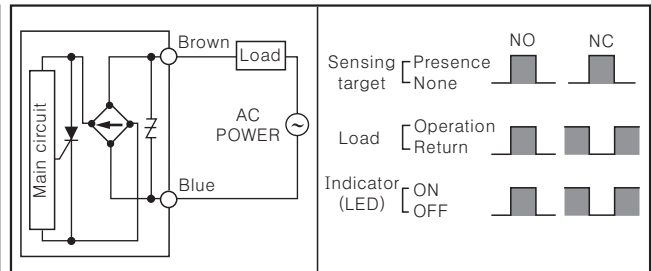 Brown
Load
Main circuit
AC
POWER
Blue
NO NC
Sensing target Presence
None
Load Operation
Return
Indicator (LED) ON
OFF